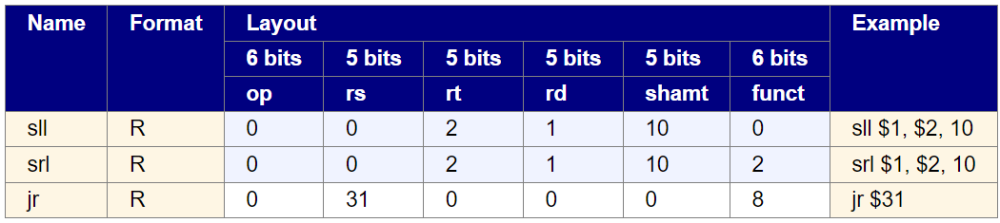 Name Format Layout Example
6 bits 5 bits 5 bits 5 bits 5 bits 6 bits
op rs rt rd shamt funct
sll R 0 0 2 1 10 0 sll $1, $2, 10
srl R 0 0 2 1 10 2 srl $1, $2, 10
jr R 0 31 0 0 0 8 jr $31